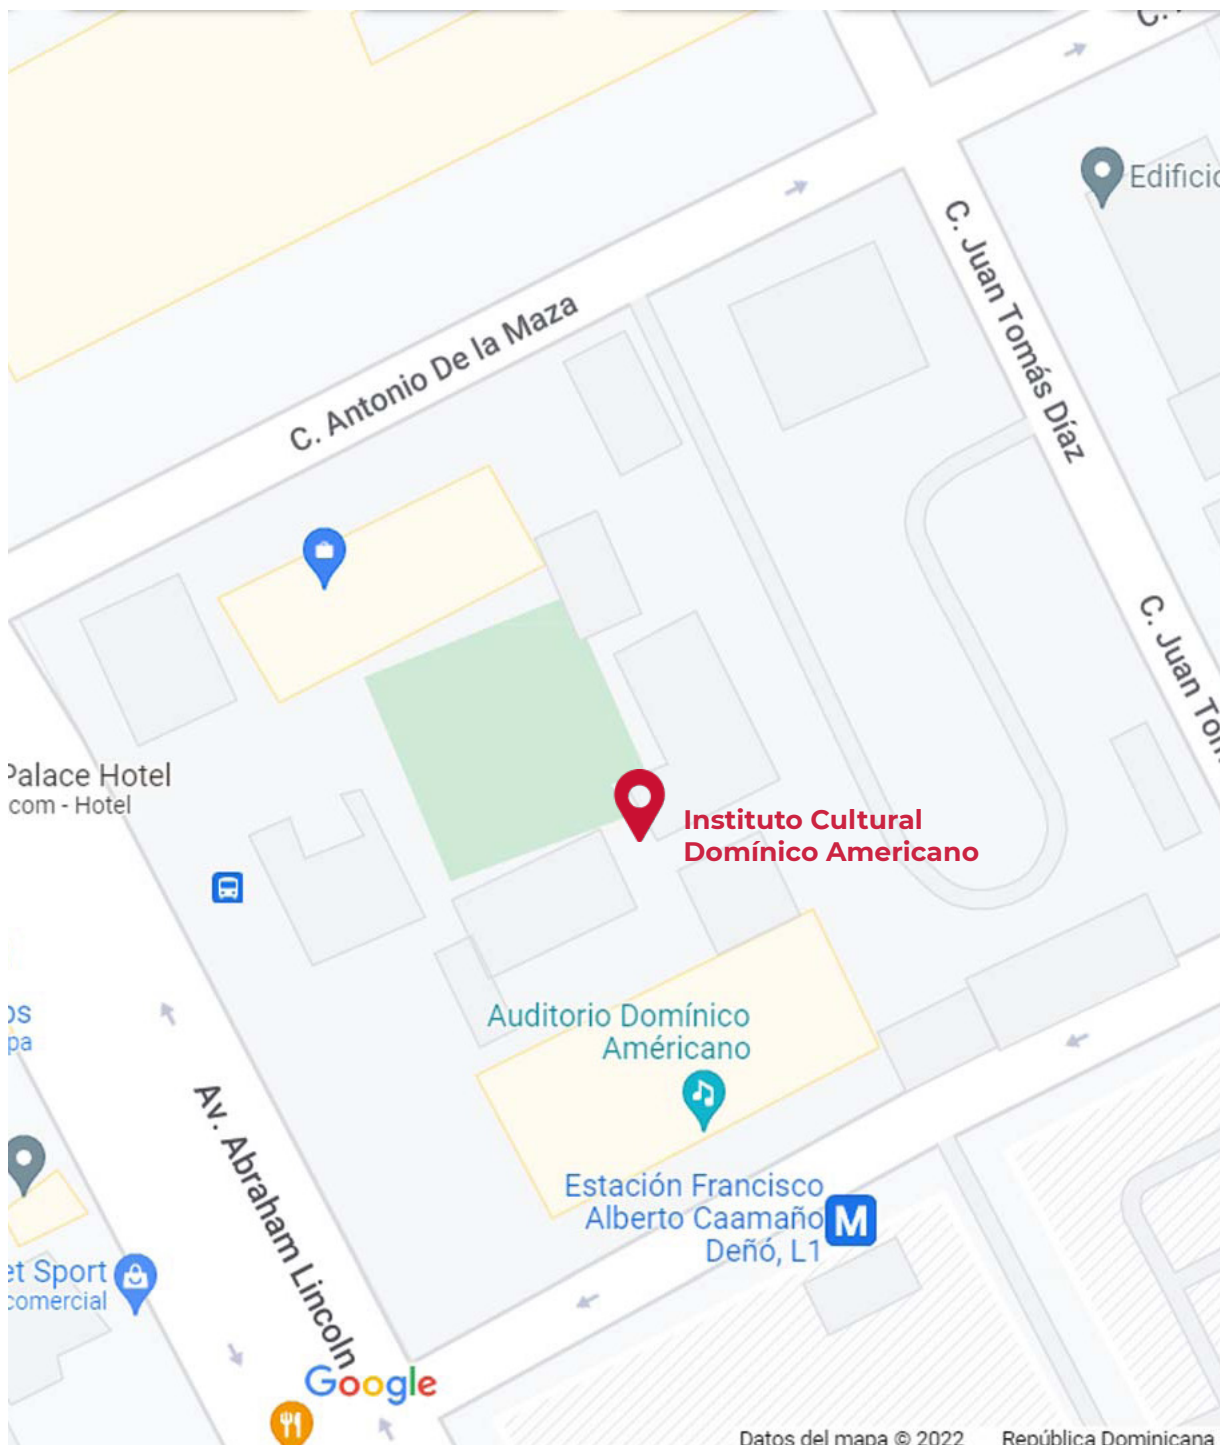 Edificio
C. Juan Tomás Díaz
C. Antonio De la Maza
C. Juan Tom
Palace Hotel
com - Hotel
Instituto Cultural
Domínico Americano
os
pa
Auditorio Domínico
Américano
Av. Abraham Lincoln
Estación Francisco
Alberto Caamaño
Deñó, L1
M
et Sport
comercial
Google
Datos del mapa © 2022 República Dominicana